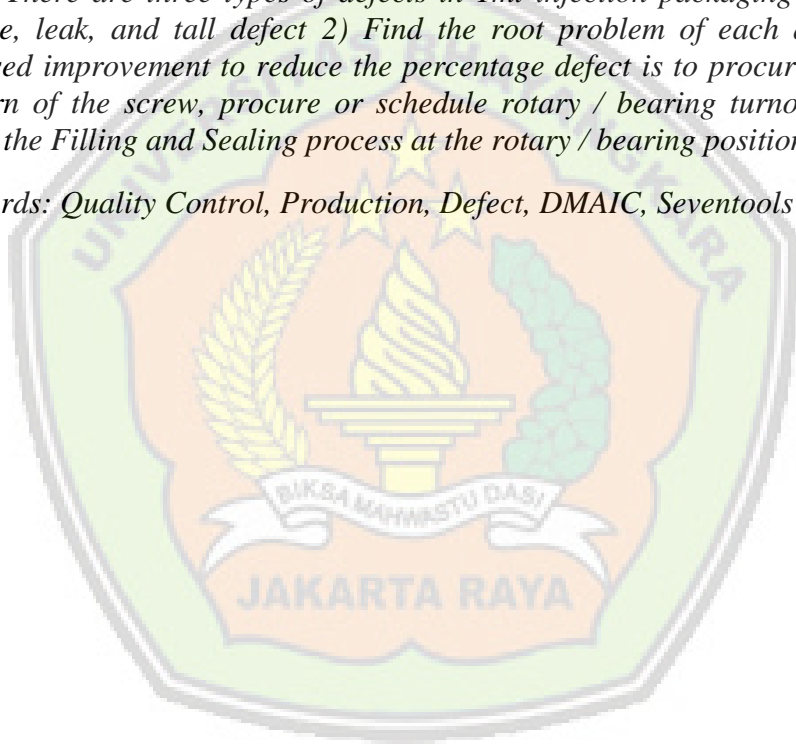 There are three types of defects in 1ml injection packaging
e, leak, and tall defect 2) Find the root problem of each
ed improvement to reduce the percentage defect is to procur
rn of the screw, procure or schedule rotary / bearing turno
the Filling and Sealing process at the rotary / bearing position
rds: Quality Control, Production, Defect, DMAIC, Seventools
UNIVERSITAS BHAYANGKARA
BIKSA MAHWASTU DASI
JAKARTA RAYA